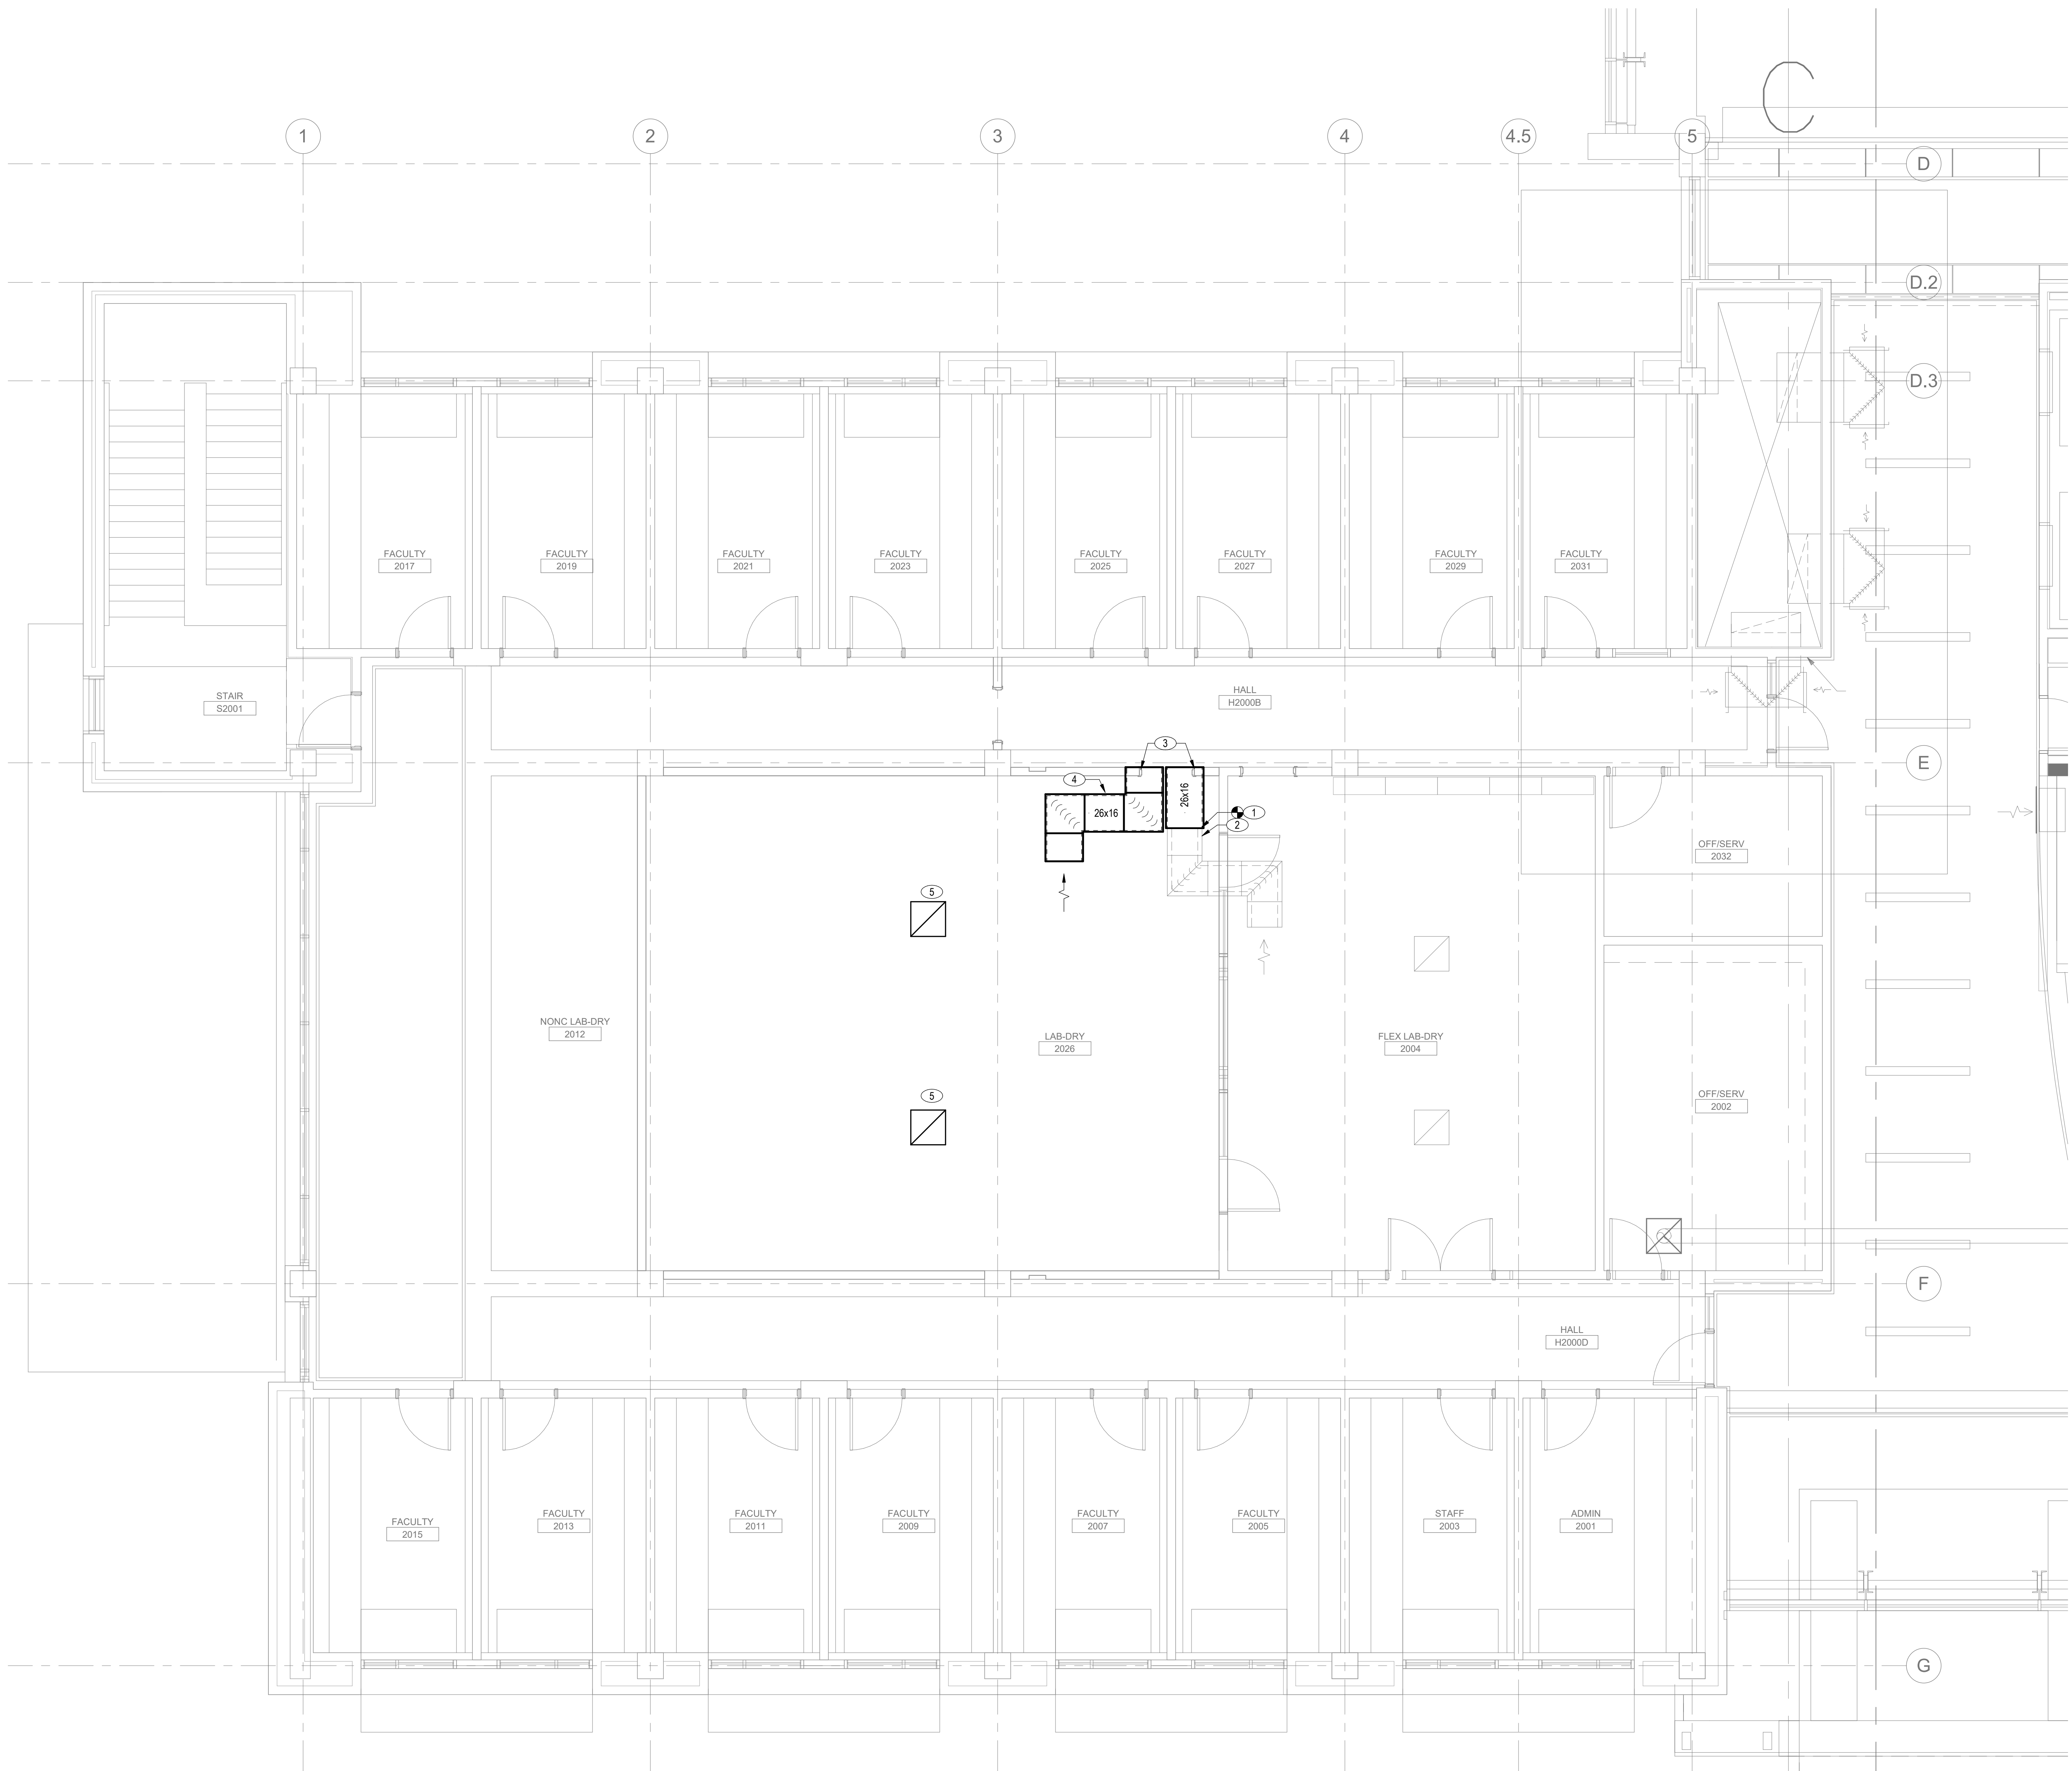 C
1
2
3
4
4.5
5
D
D.2
D.3
FACULTY
2017
FACULTY
2019
FACULTY
2021
FACULTY
2023
FACULTY
2025
FACULTY
2027
FACULTY
2029
FACULTY
2031
STAIR
S2001
HALL
H2000B
3
E
4
26x16
26x16
1
2
OFF/SERV
2032
5
NONC LAB-DRY
2012
LAB-DRY
2026
FLEX LAB-DRY
2004
5
OFF/SERV
2002
F
HALL
H2000D
FACULTY
2015
FACULTY
2013
FACULTY
2011
FACULTY
2009
FACULTY
2007
FACULTY
2005
STAFF
2003
ADMIN
2001
G